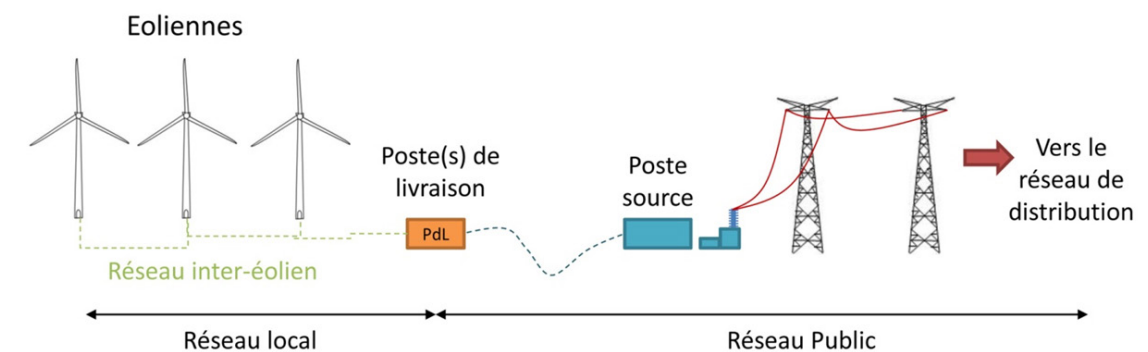 Eoliennes
Poste(s) de
livraison
PdL
Réseau inter-éolien
Poste
source
Vers le
réseau de
distribution
Réseau local
Réseau Public